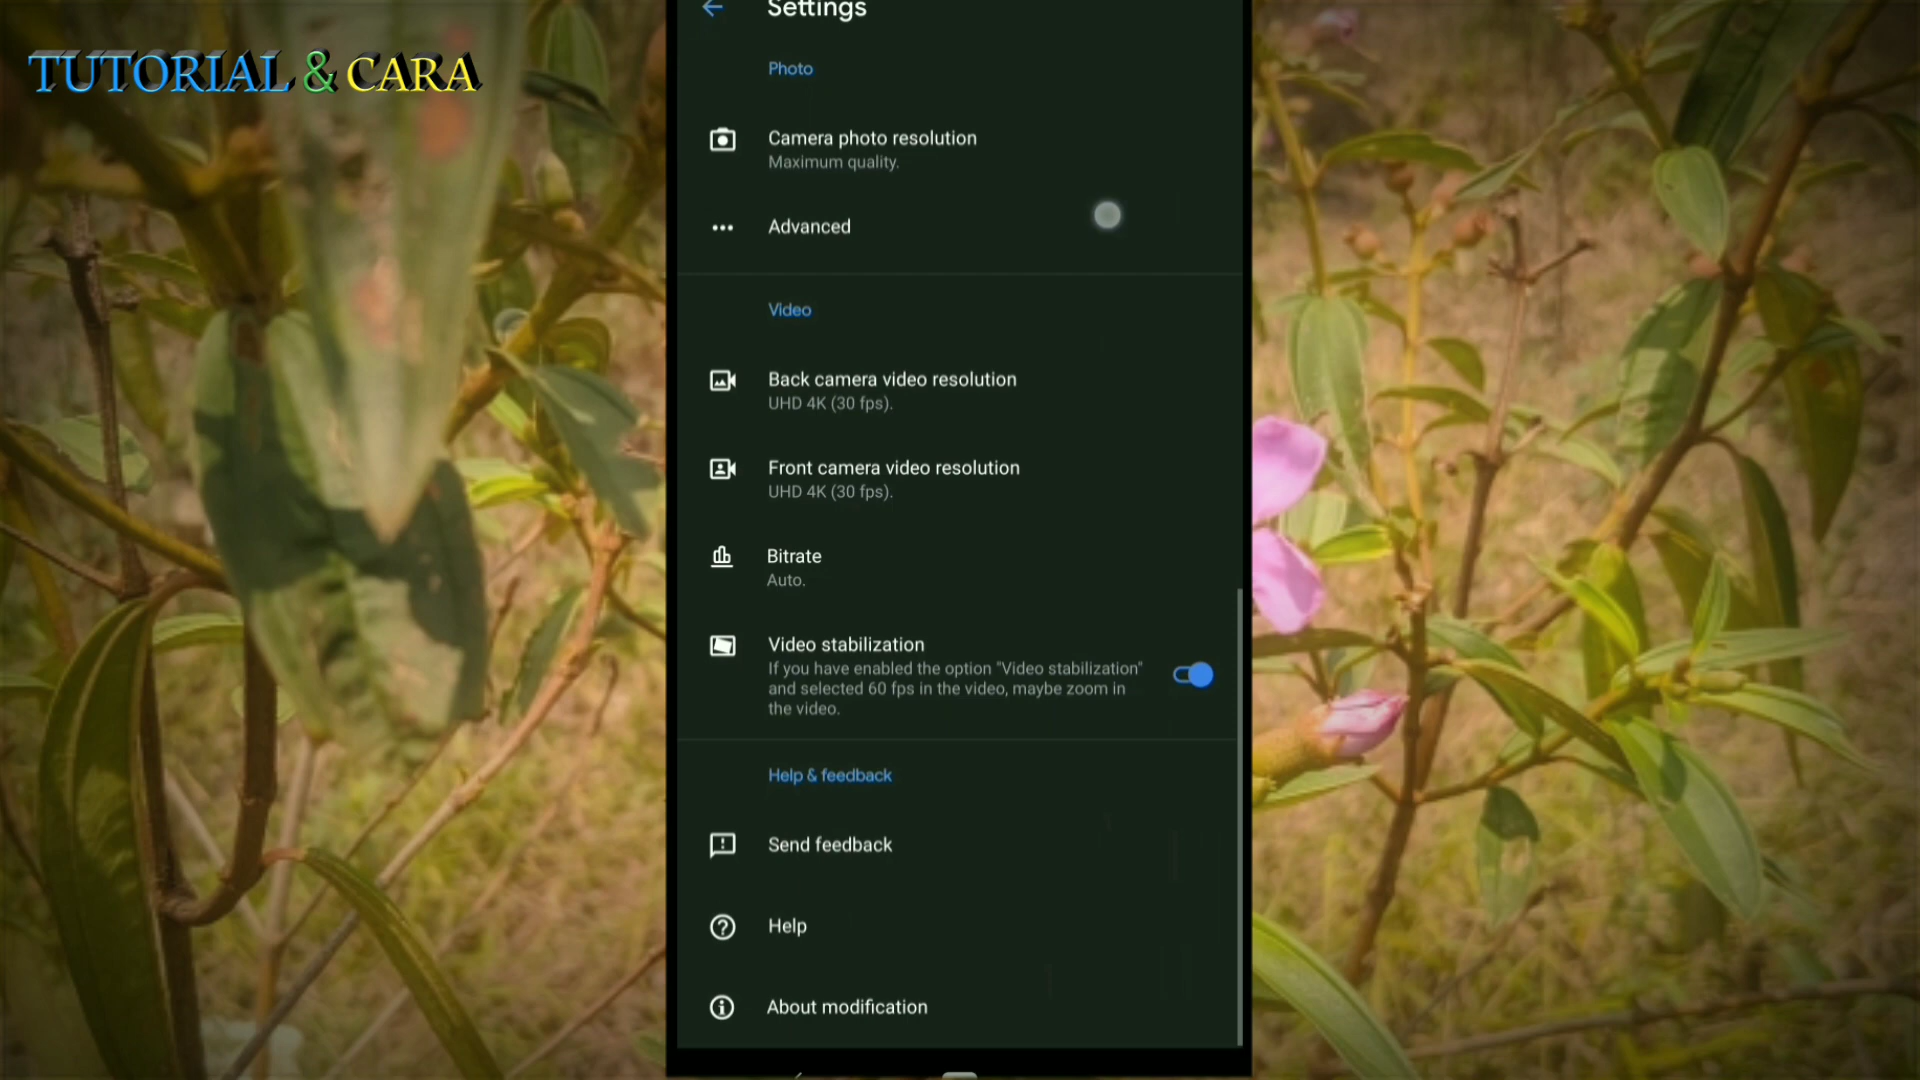 TUTORIAL & CARA
Settings
Photo
Camera photo resolution
Maximum quality.
Advanced
Video
Back camera video resolution
UHD 4K (30 fps).
Front camera video resolution
UHD 4K (30 fps).
Bitrate
Auto.
Video stabilization
If you have enabled the option "Video stabilization"
and selected 60 fps in the video, maybe zoom in
the video.
Help & feedback
Send feedback
Help
About modification